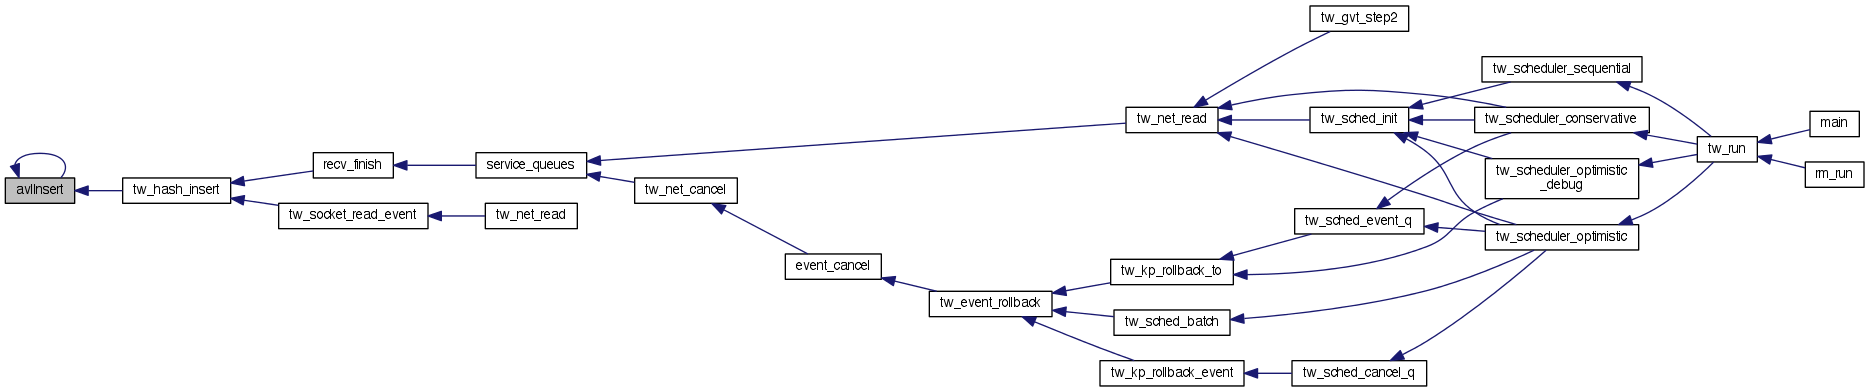 avlInsert
tw_hash_insert
recv_finish
tw_socket_read_event
service_queues
tw_net_read
tw_net_cancel
event_cancel
tw_event_rollback
tw_net_read
tw_kp_rollback_to
tw_sched_batch
tw_kp_rollback_event
tw_gvt_step2
tw_sched_init
tw_sched_event_q
tw_sched_cancel_q
tw_scheduler_sequential
tw_scheduler_conservative
tw_scheduler_optimistic
_debug
tw_scheduler_optimistic
tw_run
main
rm_run